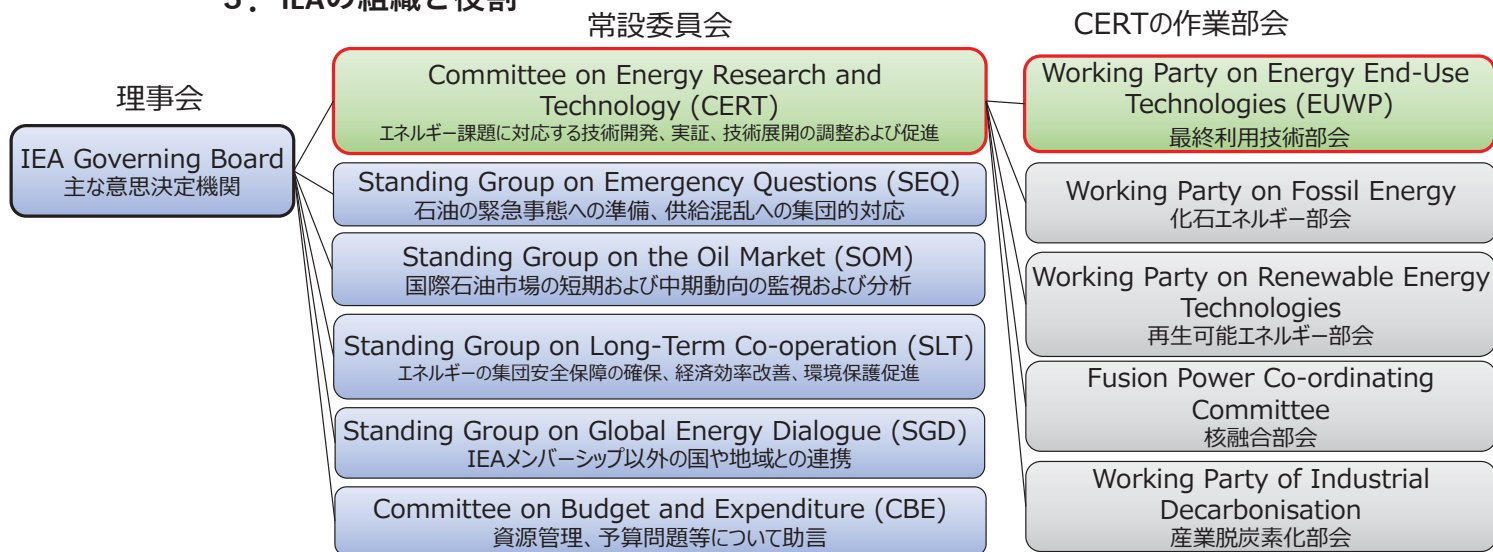 3．IEAの組織と役割
常設委員会
CERTの作業部会
理事会
IEA Governing Board
主な意思決定機関
Committee on Energy Research and
Technology (CERT)
エネルギー課題に対応する技術開発、実証、技術展開の調整および促進
Standing Group on Emergency Questions (SEQ)
石油の緊急事態への準備、供給混乱への集団的対応
Standing Group on the Oil Market (SOM)
国際石油市場の短期および中期動向の監視および分析
Standing Group on Long-Term Co-operation (SLT)
エネルギーの集団安全保障の確保、経済効率改善、環境保護促進
Standing Group on Global Energy Dialogue (SGD)
IEAメンバーシップ以外の国や地域との連携
Committee on Budget and Expenditure (CBE)
資源管理、予算問題等について助言
Working Party on Energy End-Use
Technologies (EUWP)
最終利用技術部会
Working Party on Fossil Energy
化石エネルギー部会
Working Party on Renewable Energy
Technologies
再生可能エネルギー部会
Fusion Power Co-ordinating
Committee
核融合部会
Working Party of Industrial
Decarbonisation
産業脱炭素化部会